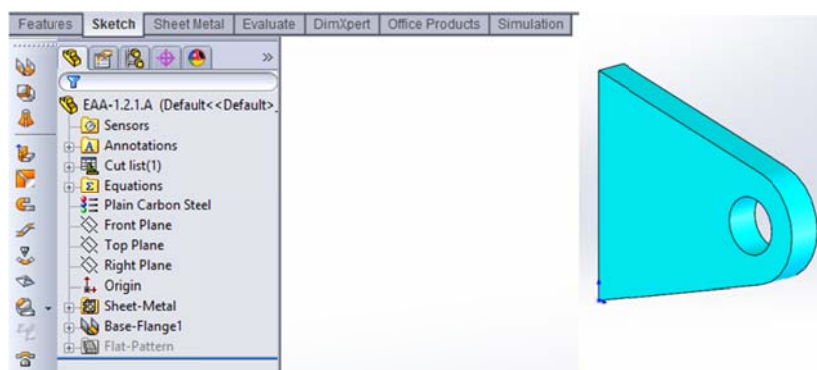 Features Sketch Sheet Metal Evaluate DimXpert Office Products Simulation
»
EAA-1.2.1.A (Default<<Default>_
Sensors
A Annotations
Cut list(1)
Σ Equations
Plain Carbon Steel
Front Plane
Top Plane
Right Plane
Origin
Sheet-Metal
Base-Flange1
Flat-Pattern